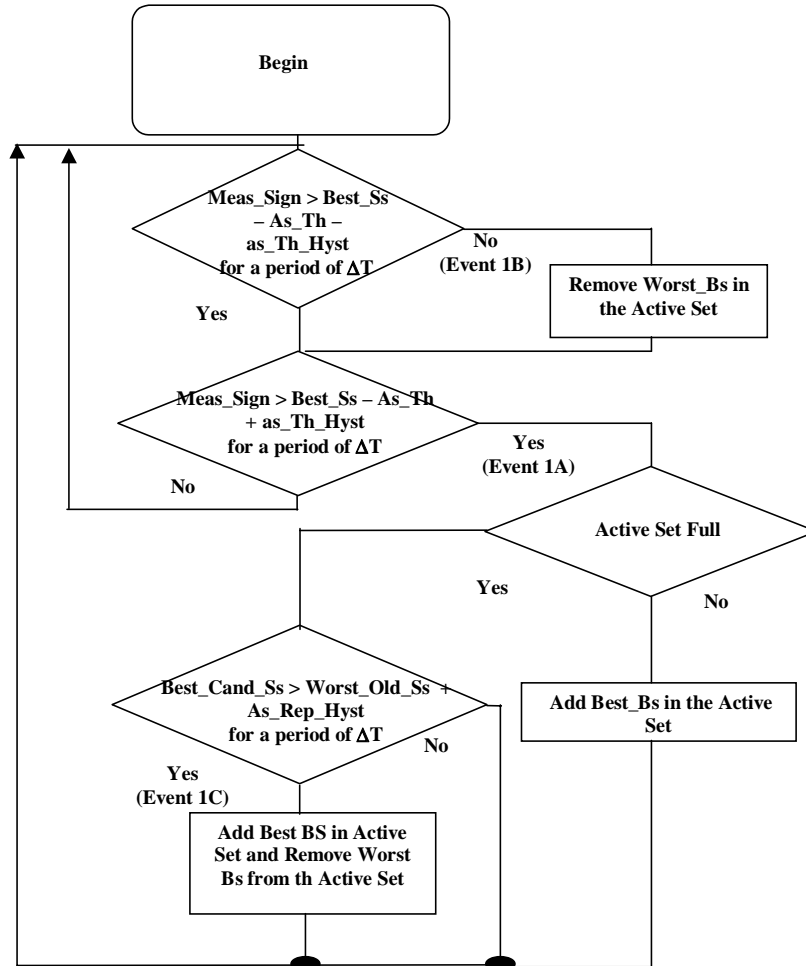 Begin
Meas_Sign > Best_Ss
– As_Th –
as_Th_Hyst
for a period of ΔT
No
(Event 1B)
Remove Worst_Bs in
the Active Set
Yes
Meas_Sign > Best_Ss – As_Th
+ as_Th_Hyst
for a period of ΔT
Yes
(Event 1A)
No
Active Set Full
Yes
No
Best_Cand_Ss > Worst_Old_Ss +
As_Rep_Hyst
for a period of ΔT
No
Add Best_Bs in the Active
Set
Yes
(Event 1C)
Add Best BS in Active
Set and Remove Worst
Bs from th Active Set